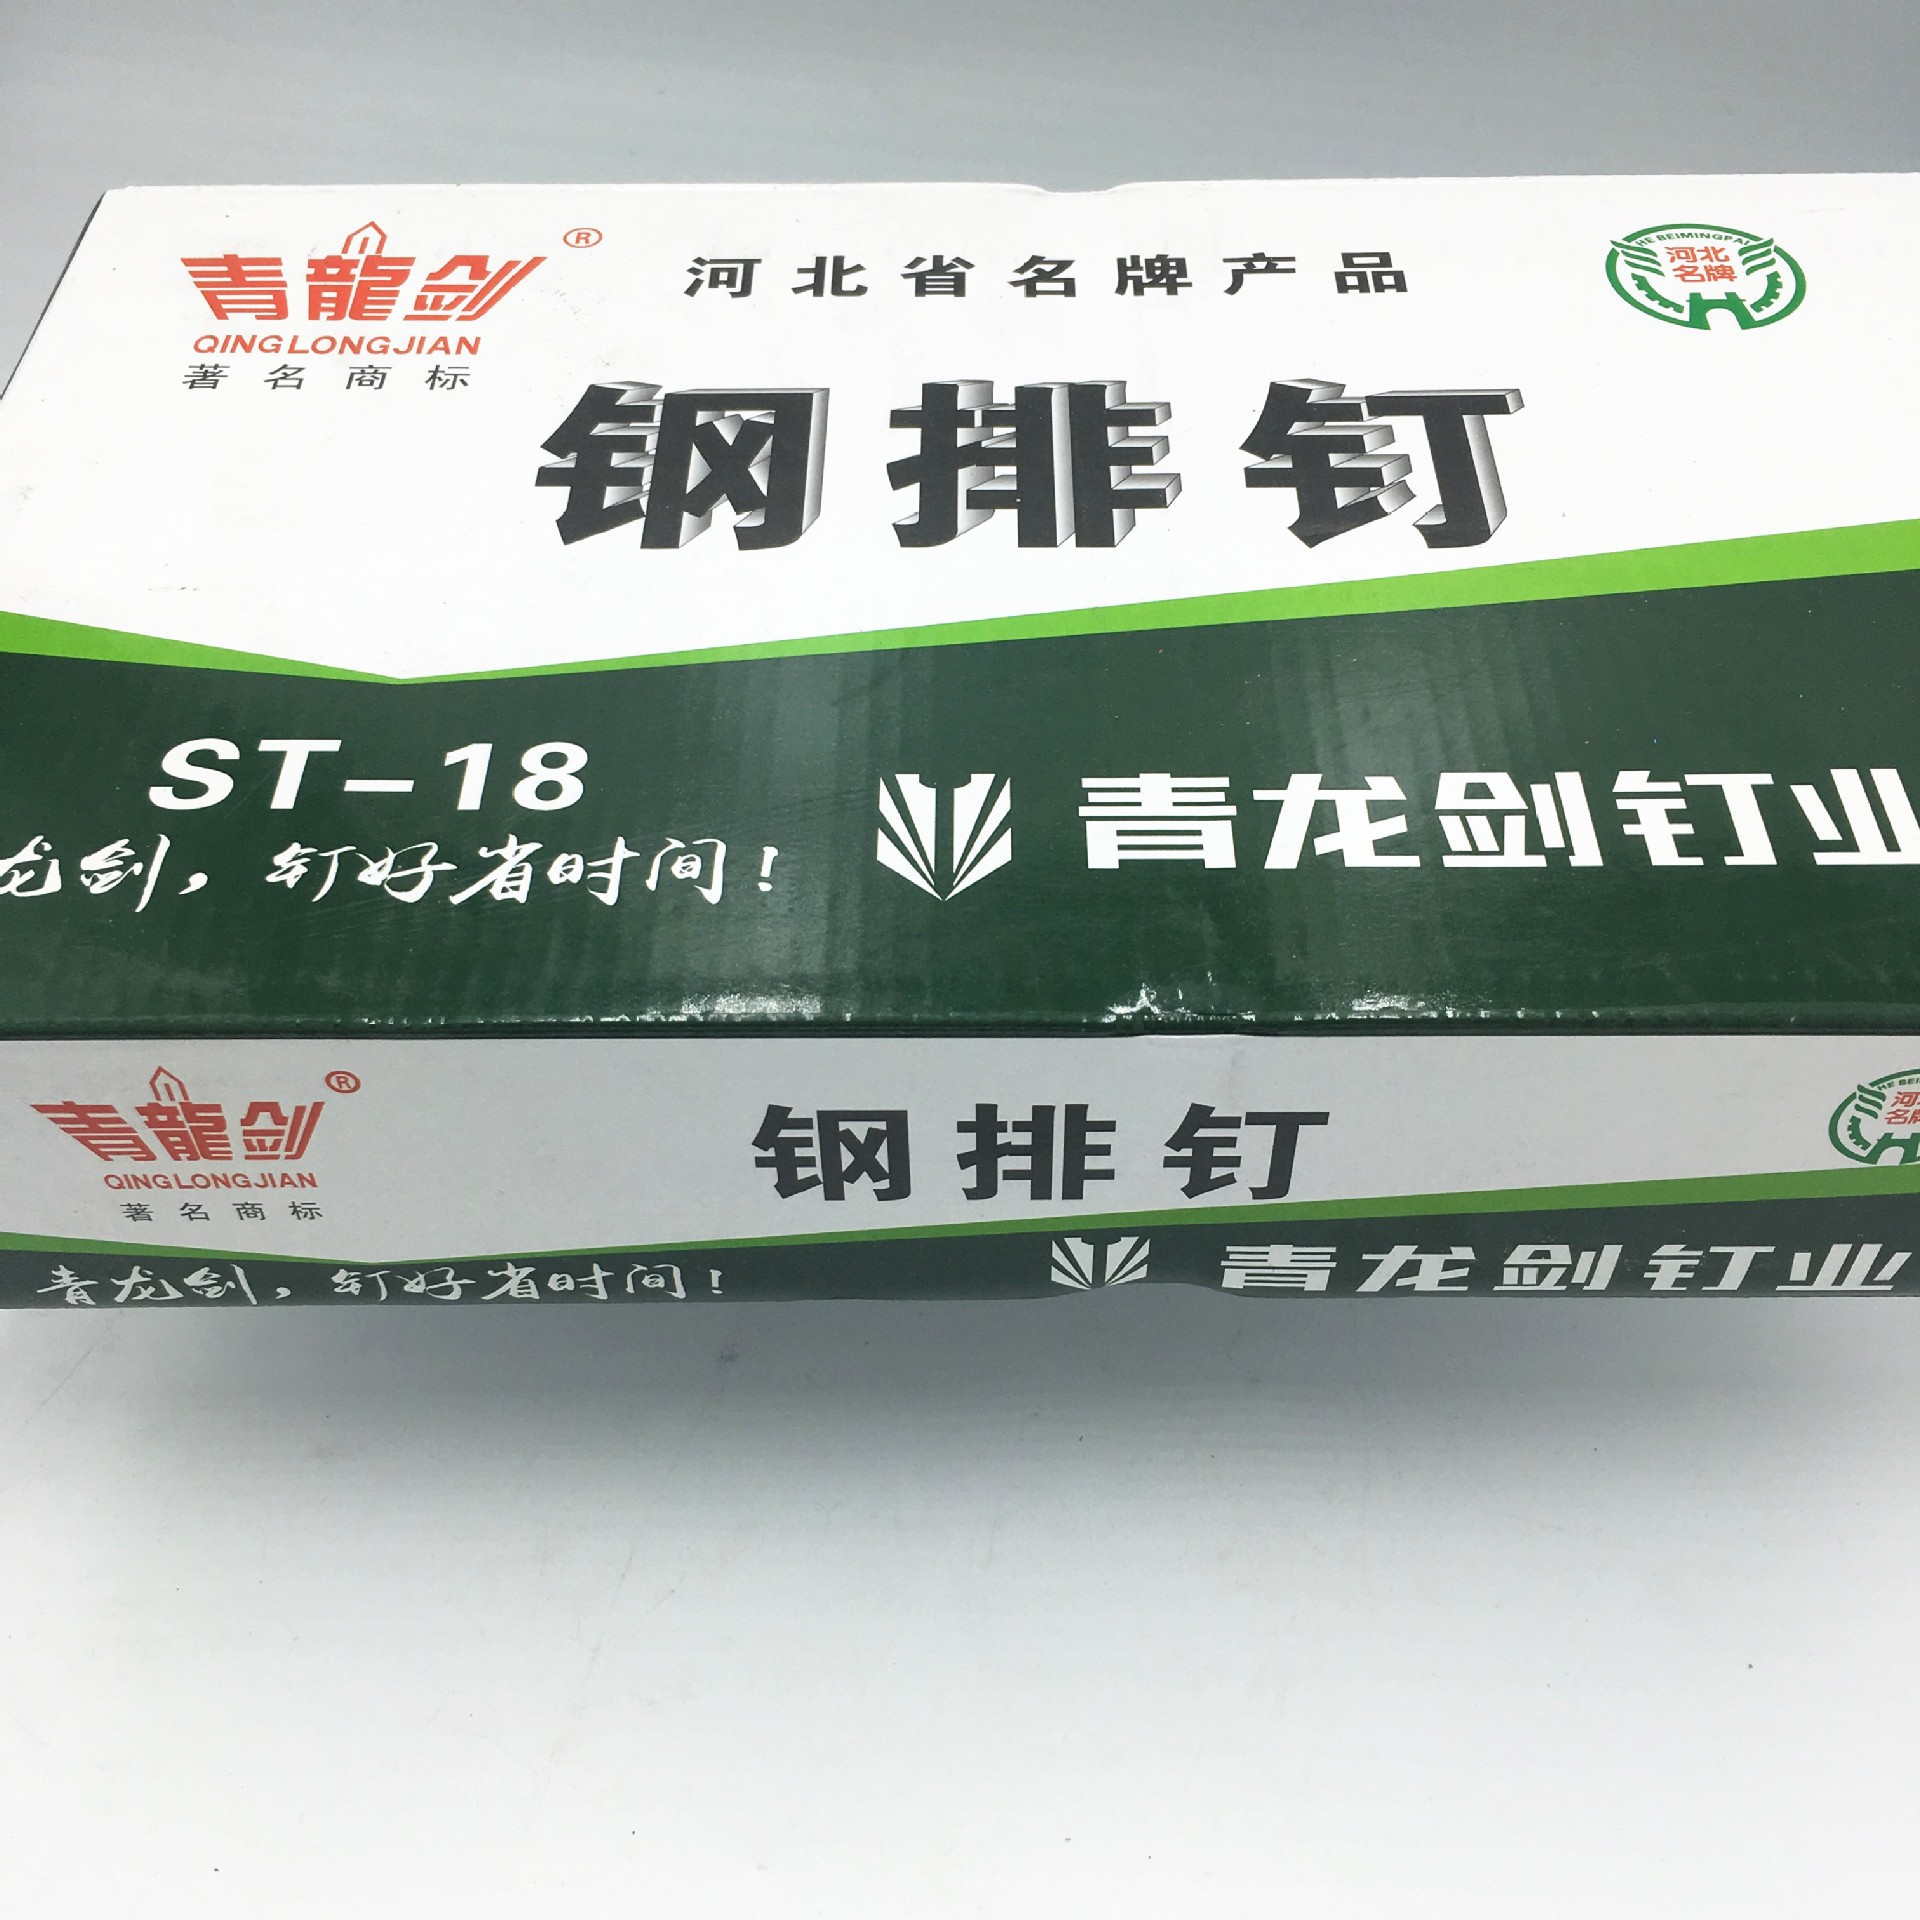 青龍剑®
QINGLONGJIAN
著名商标
河北省名牌产品
HEBEIMINGPAI
河北
名牌
钢排钉
ST-18
龙剑，钉好省时间！
青龙剑钉业
青龍剑®
QINGLONGJIAN
著名商标
钢排钉
青龙剑，钉好省时间！
青龙剑钉业